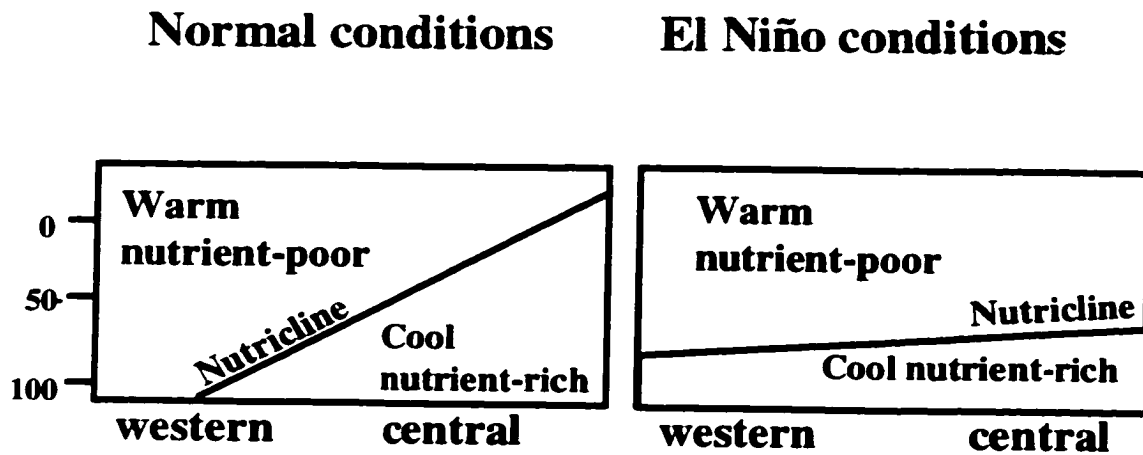 Normal conditions
El Niño conditions
0
50
100
Warm
nutrient-poor
Nutricline
Cool
nutrient-rich
western central
Warm
nutrient-poor
Nutricline
Cool nutrient-rich
western central